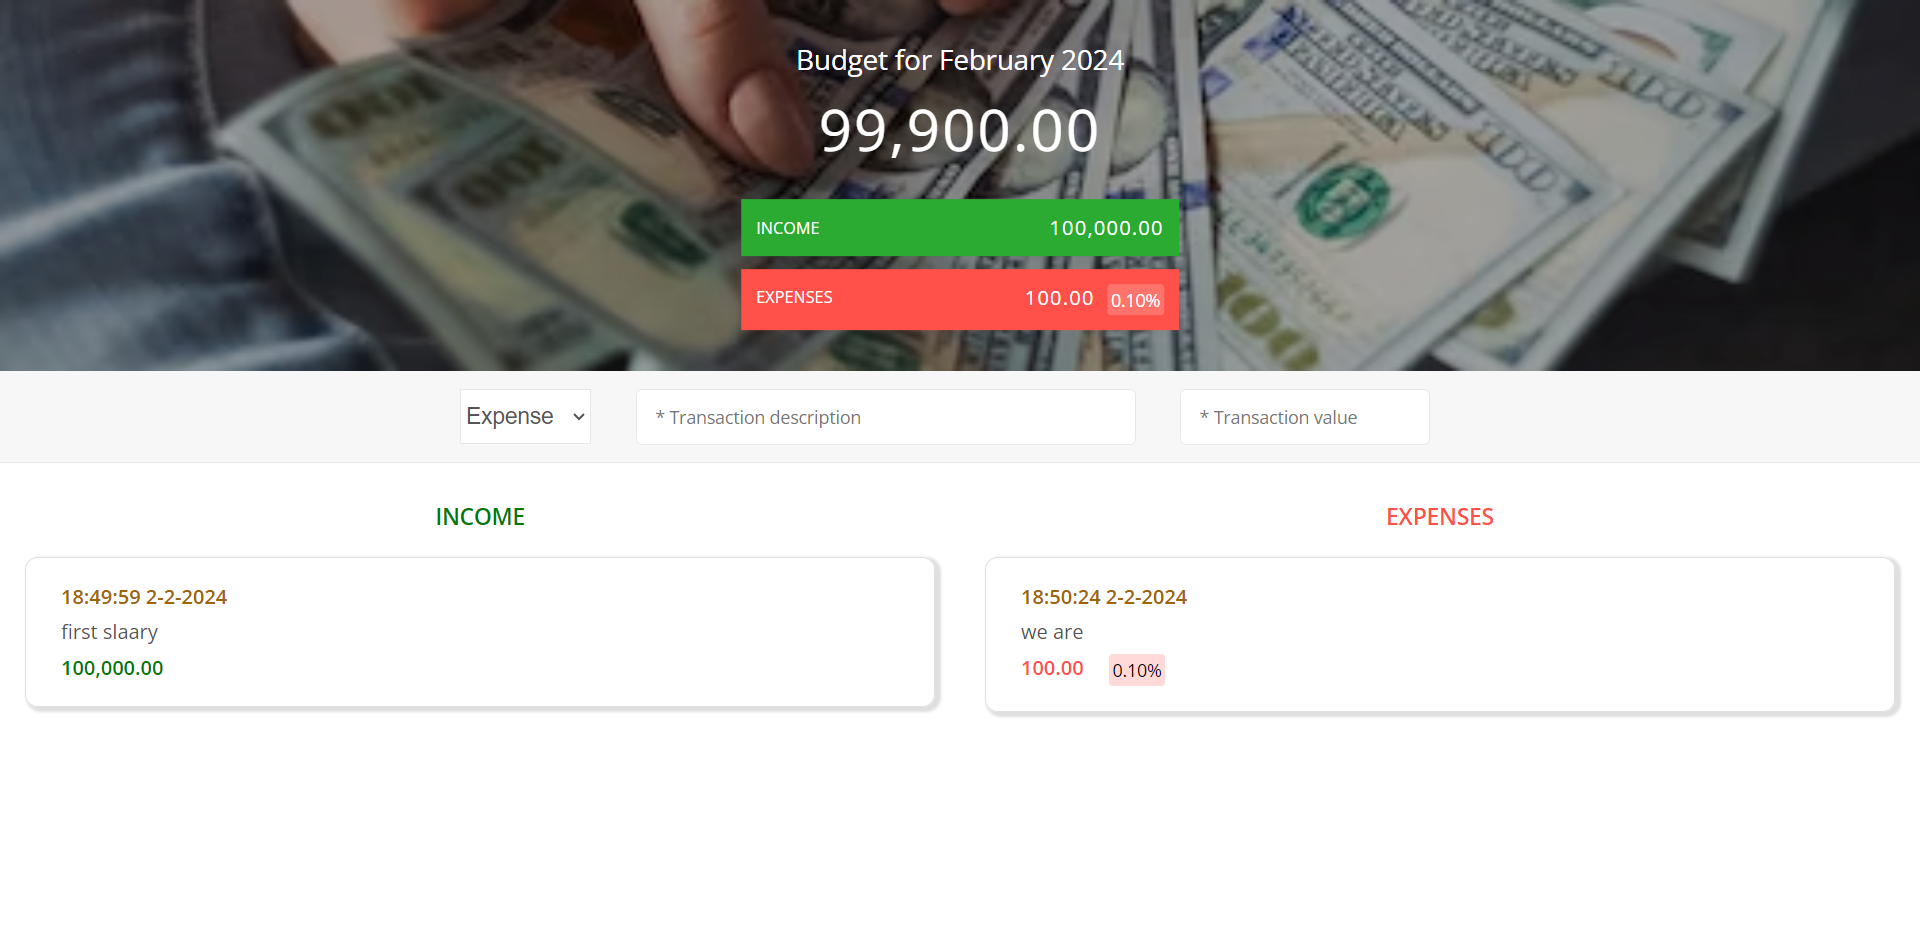 Budget for February 2024
99,900.00
INCOME 100,000.00
EXPENSES 100.00 0.10%
Expense * Transaction description * Transaction value
INCOME
18:49:59 2-2-2024
first slaary
100,000.00
EXPENSES
18:50:24 2-2-2024
we are
100.00 0.10%